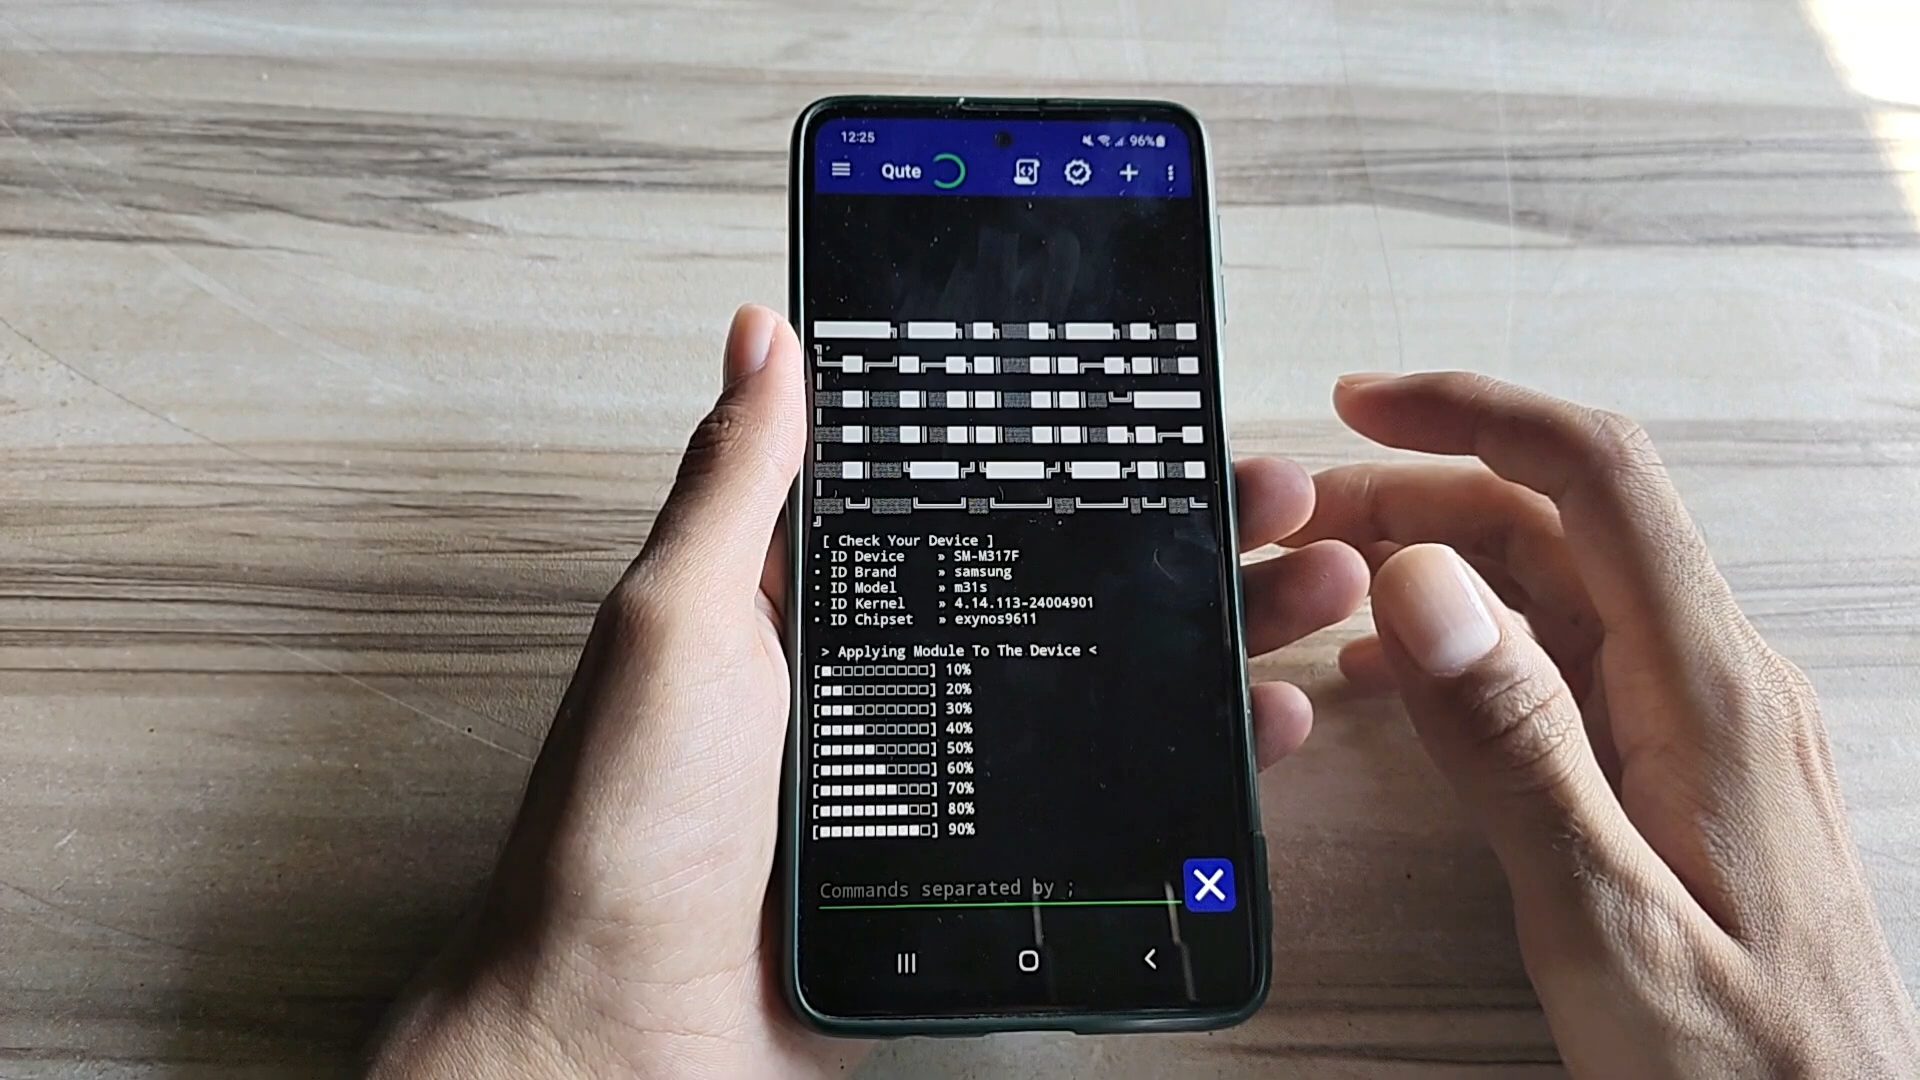 12:25
96%
Qute
[ Check Your Device ]
• ID Device » SM-M317F
• ID Brand » samsung
• ID Model » m31s
• ID Kernel » 4.14.113-24004901
• ID Chipset » exynos9611
> Applying Module To The Device <
[■□□□□□□□□□] 10%
[■■□□□□□□□□] 20%
[■■■□□□□□□□] 30%
[■■■■□□□□□□] 40%
[■■■■■□□□□□] 50%
[■■■■■■□□□□] 60%
[■■■■■■■□□□] 70%
[■■■■■■■■□□] 80%
[■■■■■■■■■□] 90%
Commands separated by ;